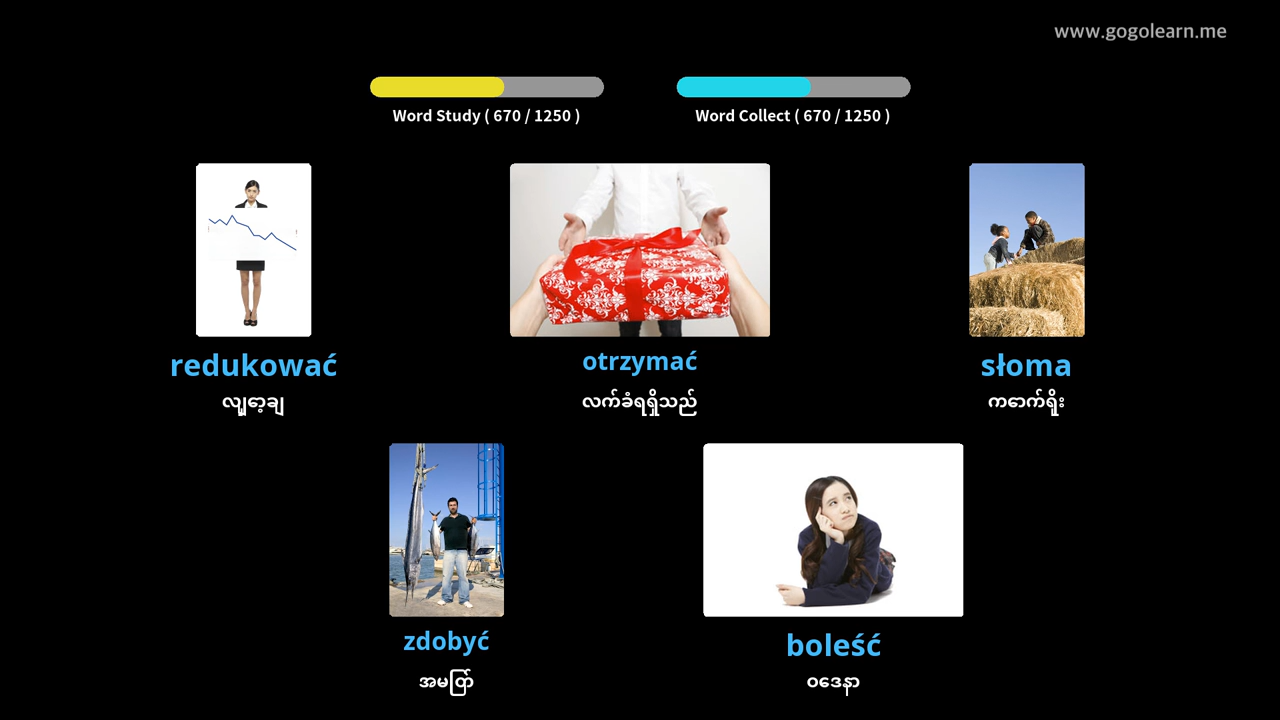 www.gogolearn.me
Word Study ( 670 / 1250 )
Word Collect ( 670 / 1250 )
redukować
otrzymać
słoma
လျှော့ချ
လက်ခံရရှိသည်
ကောက်ရိုး
zdobyć
boleść
အမတြ်
ဝေဒနာ